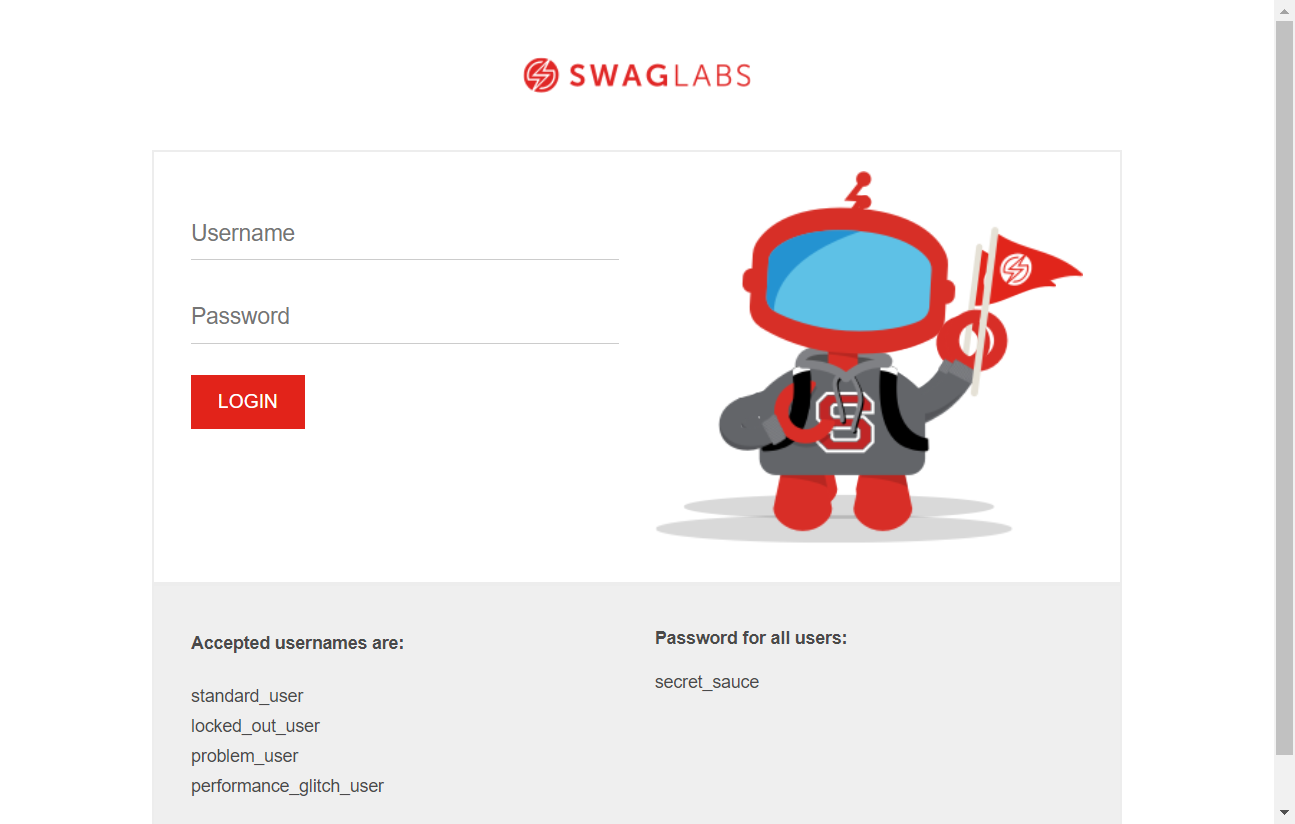 SWAGLABS
Username
Password
LOGIN
S
Accepted usernames are:
standard_user
locked_out_user
problem_user
performance_glitch_user
Password for all users:
secret_sauce